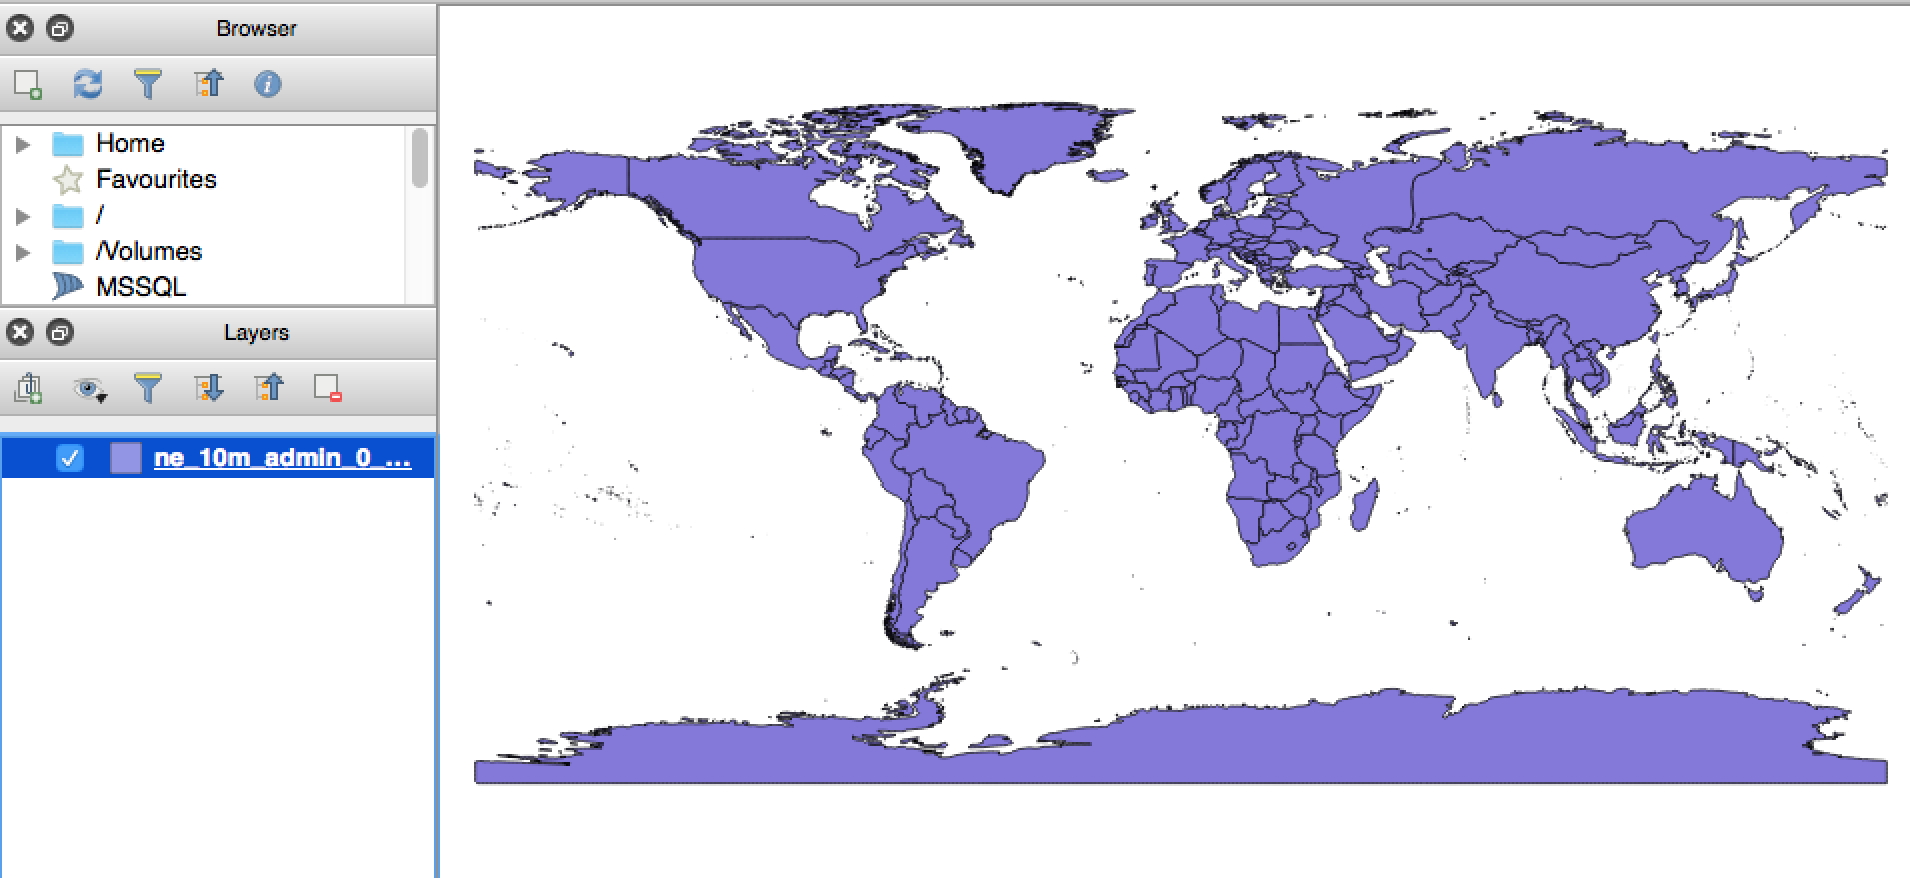 Browser
Home
Favourites
/
/Volumes
MSSQL
Layers
ne_10m_admin_0_...